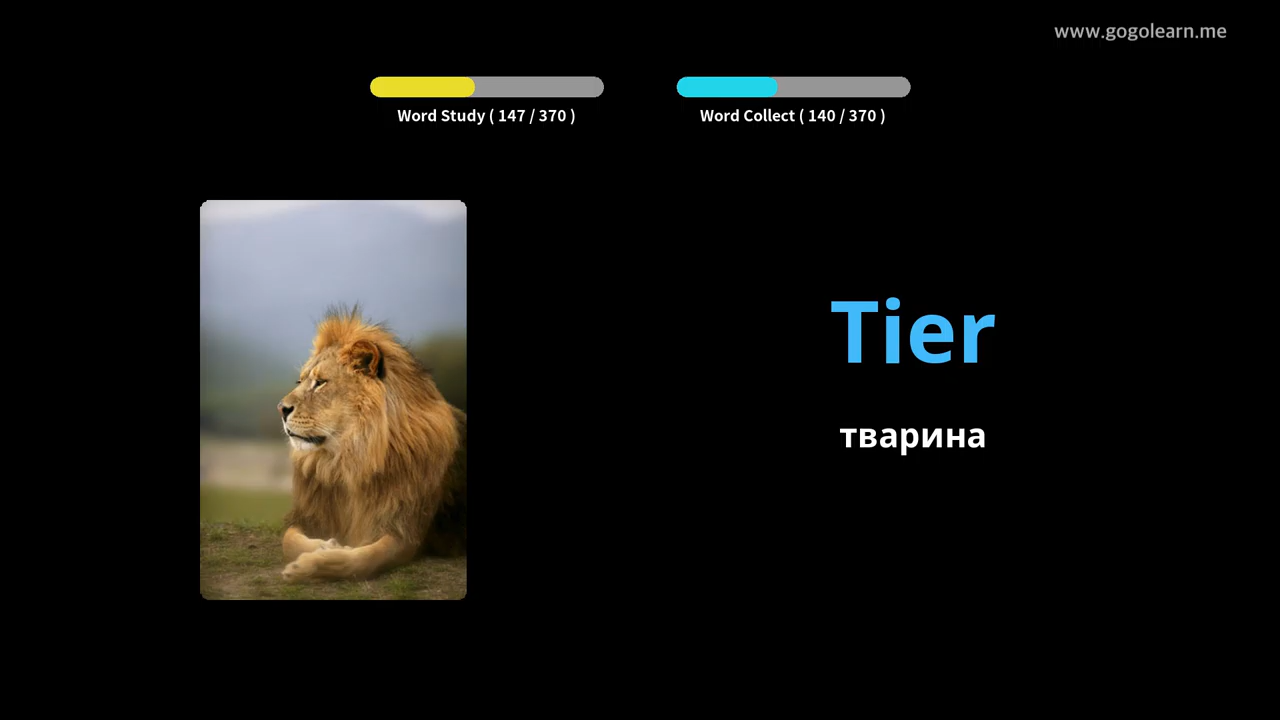 www.gogolearn.me
Word Study ( 147 / 370 )
Word Collect ( 140 / 370 )
Tier
тварина